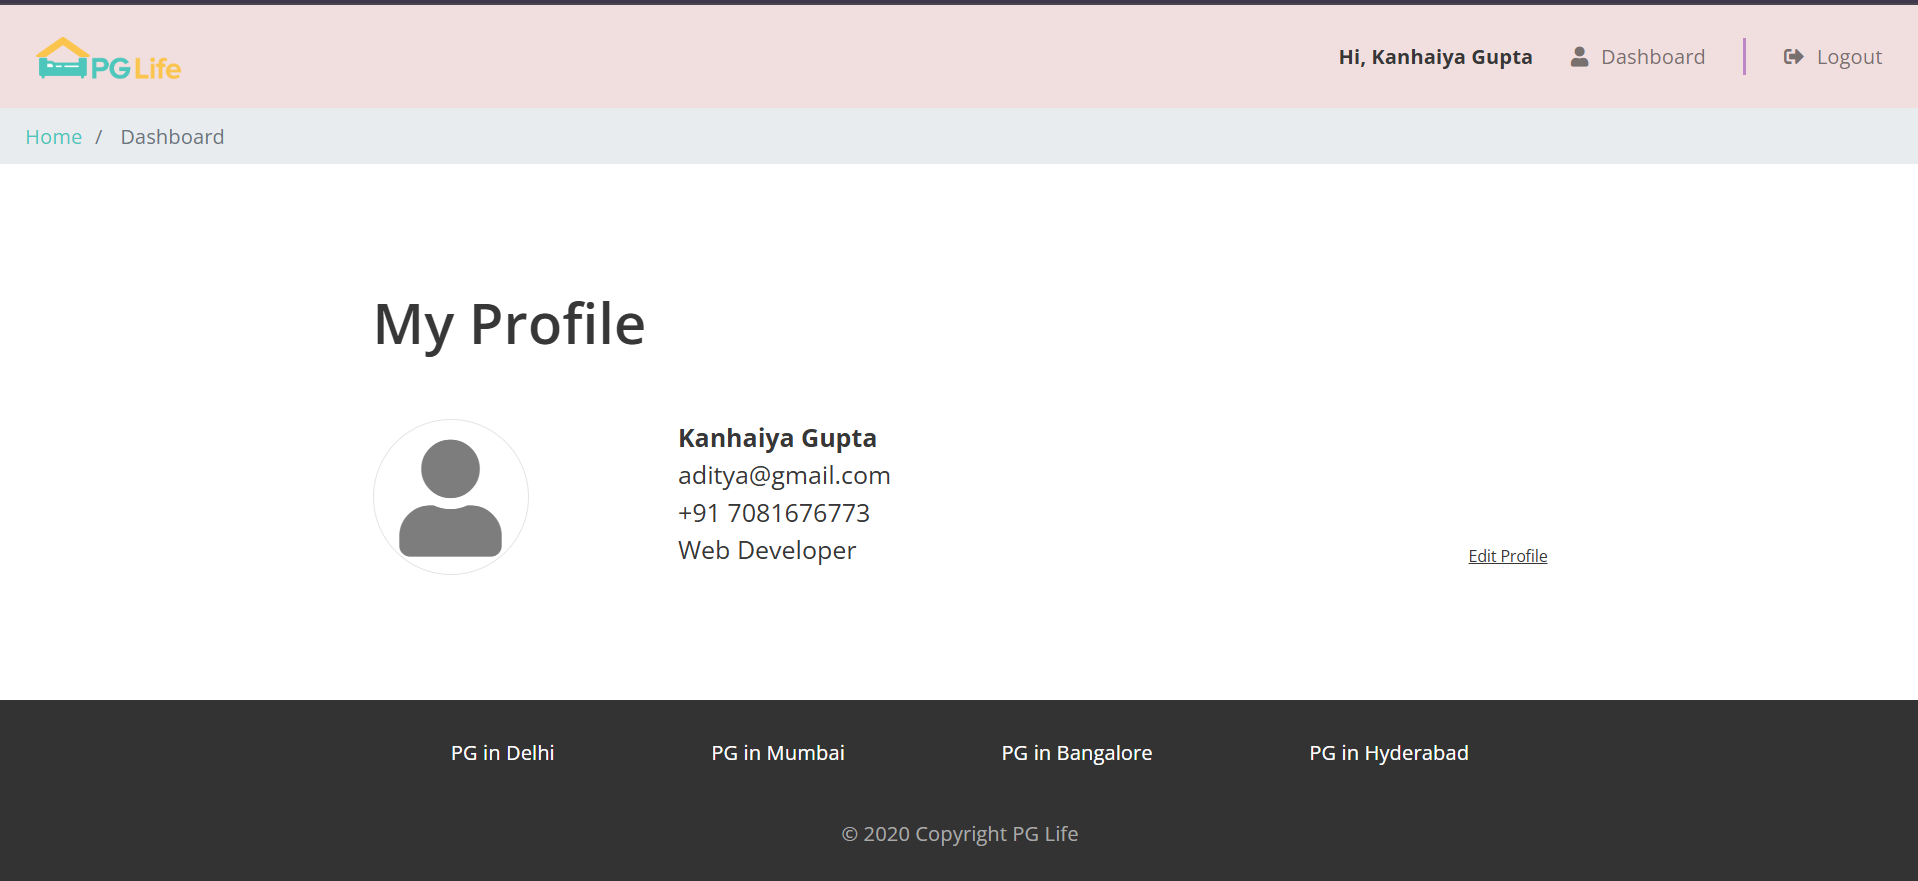 PG Life
Hi, Kanhaiya Gupta
Dashboard
Logout
Home / Dashboard
My Profile
Kanhaiya Gupta
aditya@gmail.com
+91 7081676773
Web Developer
Edit Profile
PG in Delhi
PG in Mumbai
PG in Bangalore
PG in Hyderabad
© 2020 Copyright PG Life